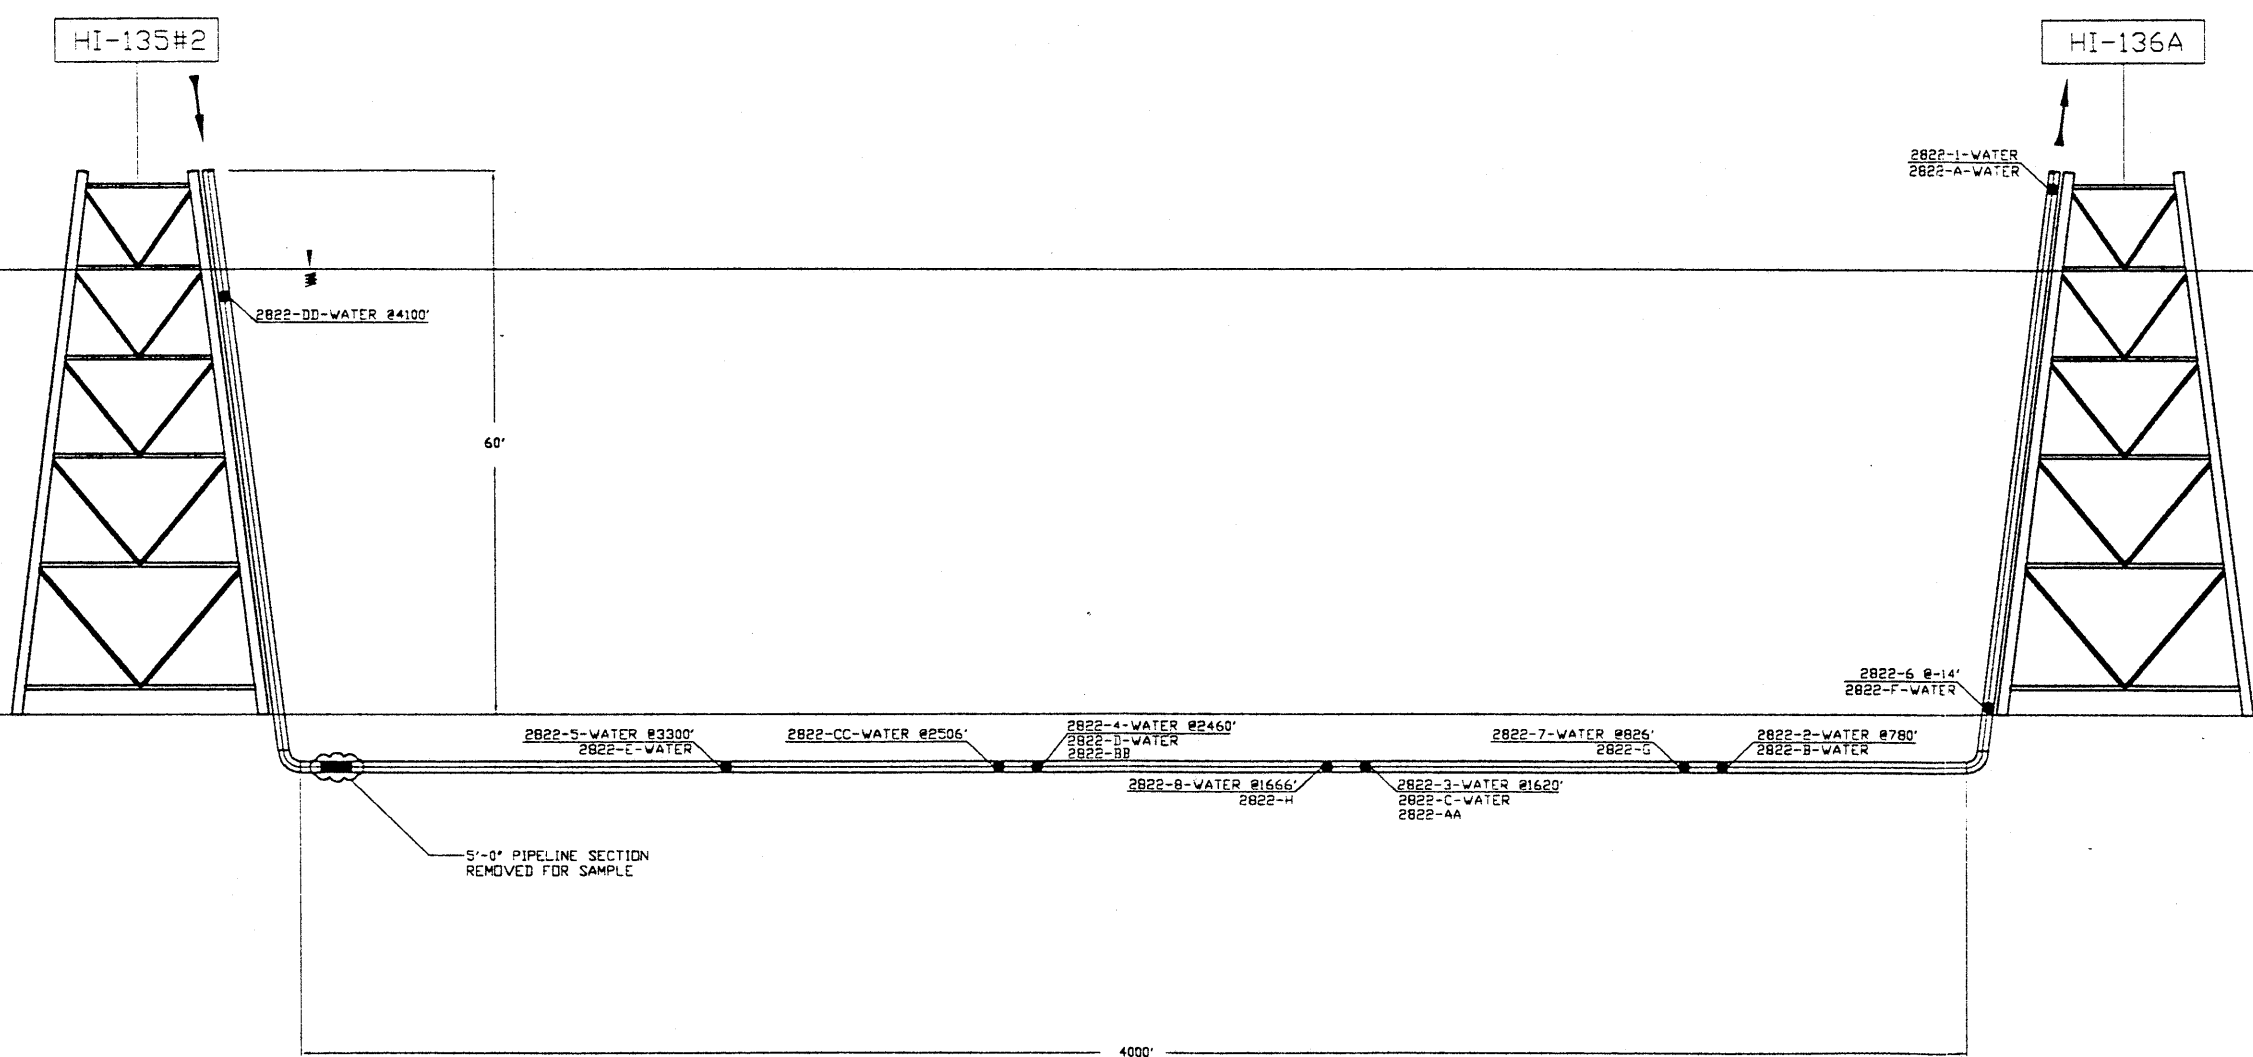 HI-135#2
HI-136A
2822-1-WATER
2822-A-WATER
2822-DD-WATER @4100'
60'
2822-6 @-14'
2822-F-WATER
2822-5-WATER @3300'
2822-E-WATER
2822-CC-WATER @2506'
2822-4-WATER @2460'
2822-D-WATER
2822-BB
2822-8-WATER @1666'
2822-H
2822-3-WATER @1620'
2822-C-WATER
2822-AA
2822-7-WATER @826'
2822-G
2822-2-WATER @780'
2822-B-WATER
5'-0" PIPELINE SECTION
REMOVED FOR SAMPLE
4000'